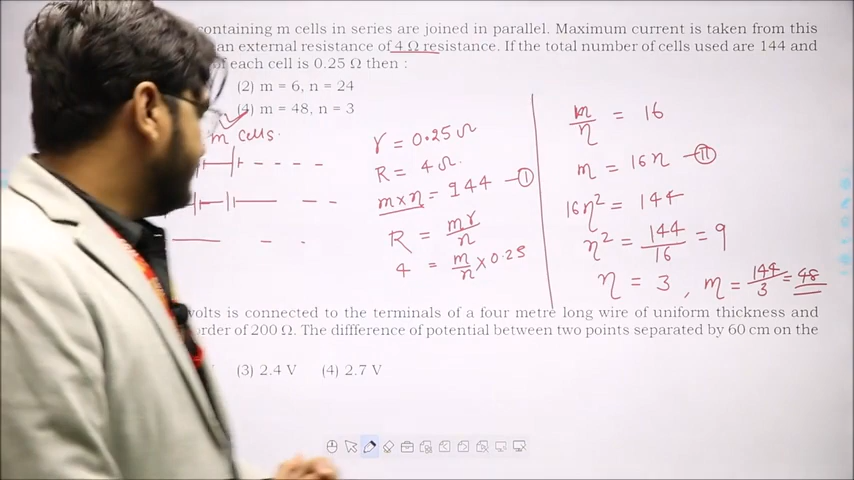 containing m cells in series are joined in parallel. Maximum current is taken from this
an external resistance of 4 Ω resistance. If the total number of cells used are 144 and
of each cell is 0.25 Ω then :
(2) m = 6, n = 24
(4) m = 48, n = 3
m cells.
r = 0.25 Ω
R = 4 Ω.
m × n = 144 - I
R = mr/n
4 = m/n × 0.25
m/n = 16
m = 16n - II
16n² = 144
n² = 144/16 = 9
n = 3 , m = 144/3 = 48
volts is connected to the terminals of a four metre long wire of uniform thickness and
order of 200 Ω. The difference of potential between two points separated by 60 cm on the
(3) 2.4 V (4) 2.7 V